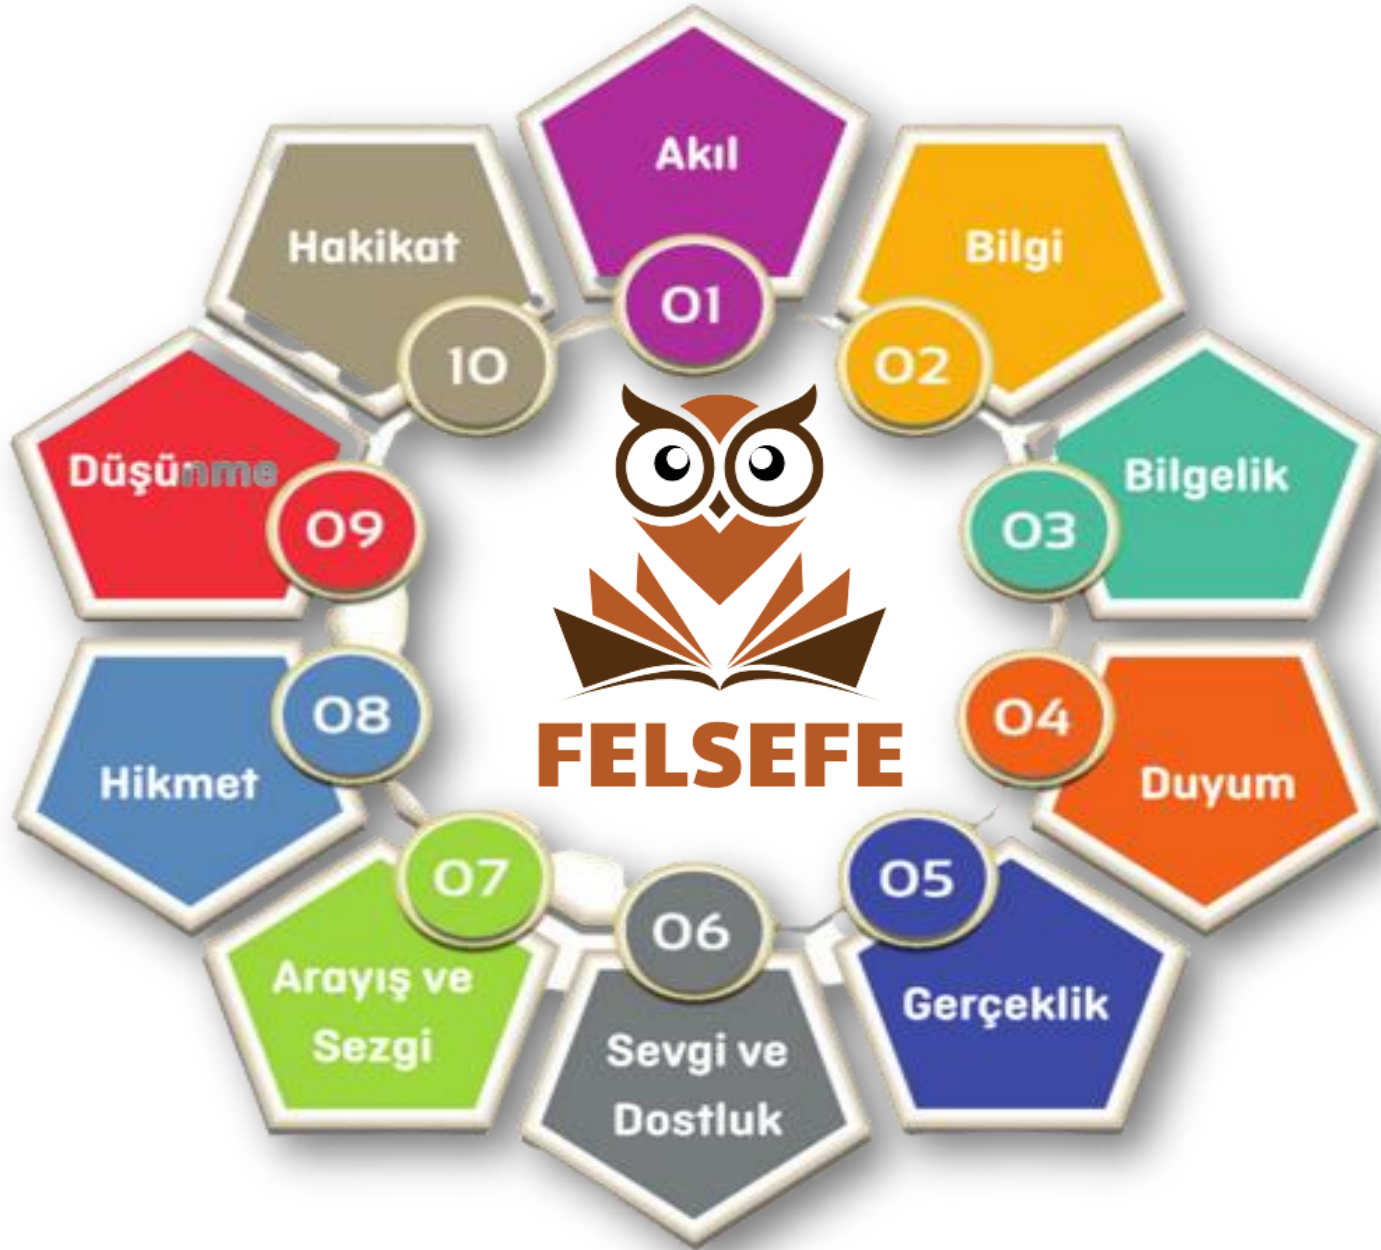 Akıl
01
Bilgi
02
Bilgelik
03
Duyum
04
Gerçeklik
05
Sevgi ve
Dostluk
06
Arayış ve
Sezgi
07
Hikmet
08
Düşünme
09
Hakikat
10
FELSEFE